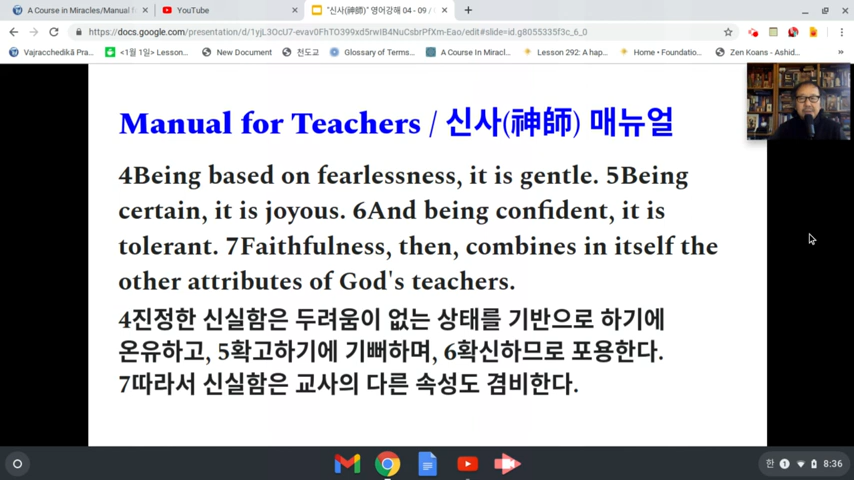 A Course in Miracles/Manual f
YouTube
"신사(神師)" 영어강해 04 - 09 /
https://docs.google.com/presentation/d/1yjL3OcU7-evav0FhTO399xd5rwIB4NuCsbrPfXm-Eao/edit#slide=id.g8055335f3c_6_0
Vajracchedikā Pra...
<1월 1일> Lesson...
New Document
천도교
Glossary of Terms...
A Course In Miracl...
Lesson 292: A hap...
Home • Foundatio...
Zen Koans - Ashid...
Manual for Teachers / 신사(神師) 매뉴얼
4Being based on fearlessness, it is gentle. 5Being
certain, it is joyous. 6And being confident, it is
tolerant. 7Faithfulness, then, combines in itself the
other attributes of God's teachers.
4진정한 신실함은 두려움이 없는 상태를 기반으로 하기에
온유하고, 5확고하기에 기뻐하며, 6확신하므로 포용한다.
7따라서 신실함은 교사의 다른 속성도 겸비한다.
한 1 8:36